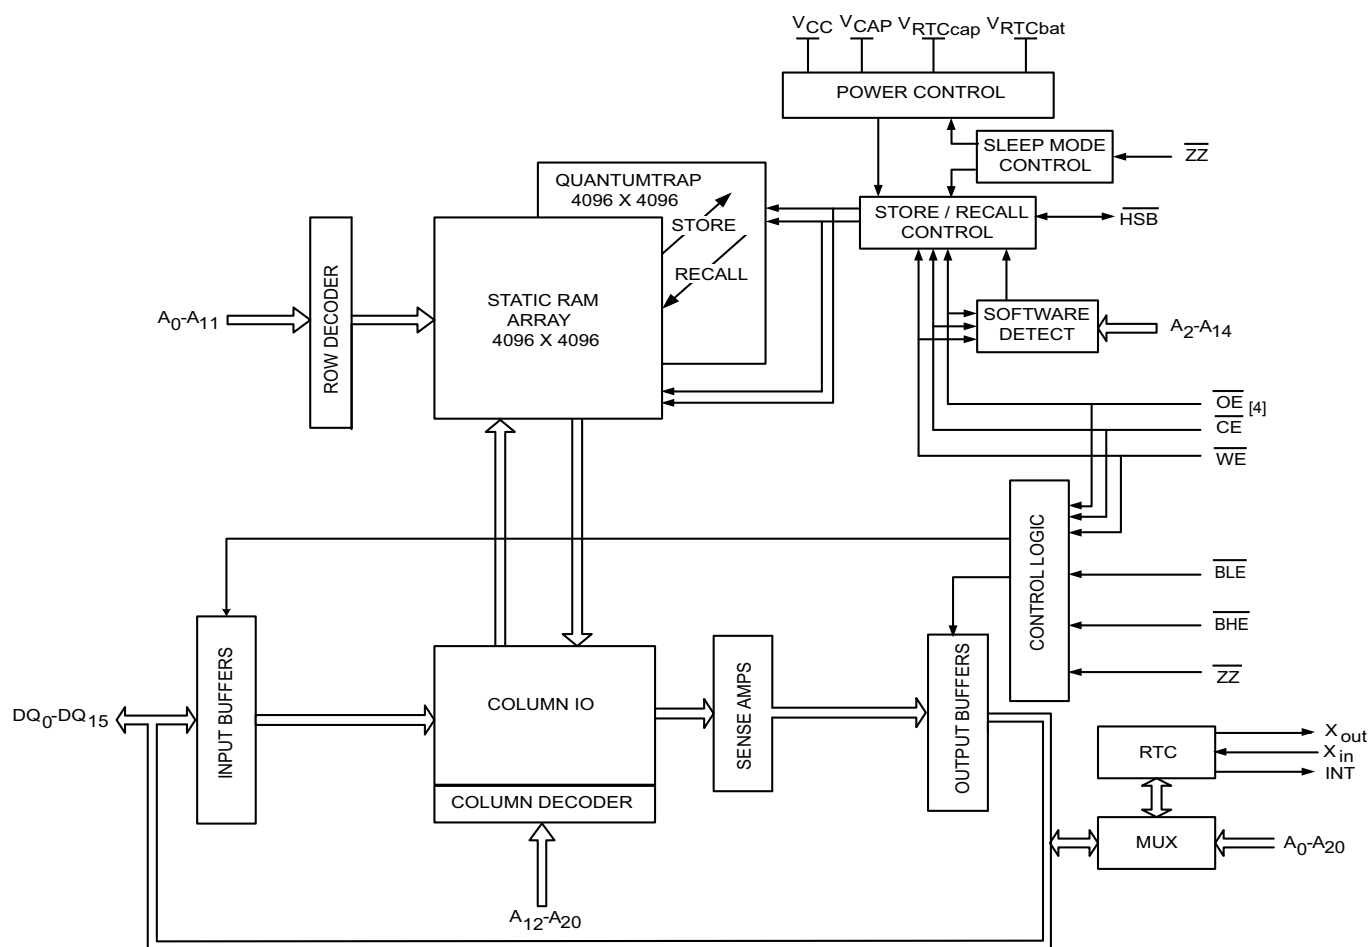 VCC VCAP VRTCcap VRTCbat
POWER CONTROL
SLEEP MODE
CONTROL
ZZ
QUANTUMTRAP
4096 X 4096
STORE
RECALL
STORE / RECALL
CONTROL
HSB
STATIC RAM
ARRAY
4096 X 4096
ROW DECODER
A0-A11
SOFTWARE
DETECT
A2-A14
OE [4]
CE
WE
CONTROL LOGIC
BLE
BHE
ZZ
INPUT BUFFERS
DQ0-DQ15
COLUMN IO
COLUMN DECODER
SENSE AMPS
OUTPUT BUFFERS
RTC
Xout
Xin
INT
MUX
A0-A20
A12-A20